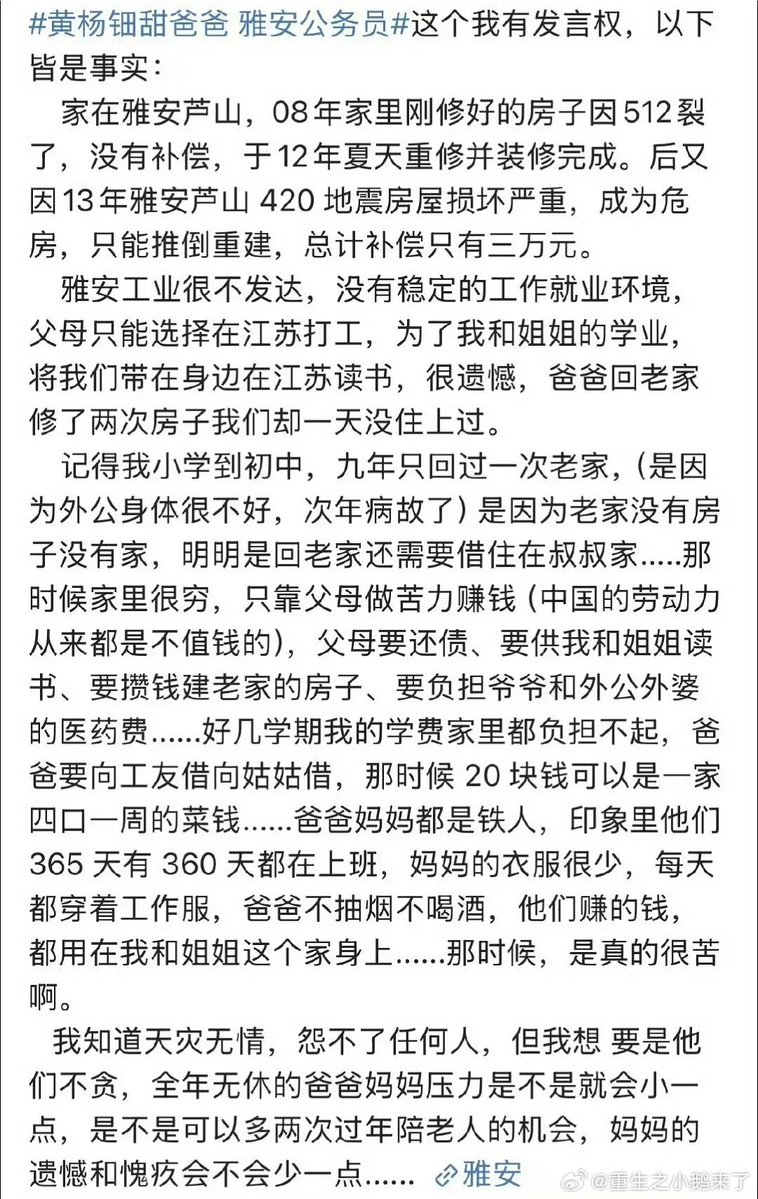 #黄杨钿甜爸爸 雅安公务员#这个我有发言权，以下
皆是事实：
家在雅安芦山，08年家里刚修好的房子因512裂
了，没有补偿，于12年夏天重修并装修完成。后又
因13年雅安芦山 420 地震房屋损坏严重，成为危
房，只能推倒重建，总计补偿只有三万元。
雅安工业很不发达，没有稳定的工作就业环境，
父母只能选择在江苏打工，为了我和姐姐的学业，
将我们带在身边在江苏读书，很遗憾，爸爸回老家
修了两次房子我们却一天没住上过。
记得我小学到初中，九年只回过一次老家，(是因
为外公身体很不好，次年病故了) 是因为老家没有房
子没有家，明明是回老家还需要借住在叔叔家.....那
时候家里很穷，只靠父母做苦力赚钱 (中国的劳动力
从来都是不值钱的)，父母要还债、要供我和姐姐读
书、要攒钱建老家的房子、要负担爷爷和外公外婆
的医药费......好几学期我的学费家里都负担不起，爸
爸要向工友借向姑姑借，那时候 20 块钱可以是一家
四口一周的菜钱......爸爸妈妈都是铁人，印象里他们
365 天有 360 天都在上班，妈妈的衣服很少，每天
都穿着工作服，爸爸不抽烟不喝酒，他们赚的钱，
都用在我和姐姐这个家身上......那时候，是真的很苦
啊。
我知道天灾无情，怨不了任何人，但我想 要是他
们不贪，全年无休的爸爸妈妈压力是不是就会小一
点，是不是可以多两次过年陪老人的机会，妈妈的
遗憾和愧疚会不会少一点...... 雅安
@重生之小鹅来了